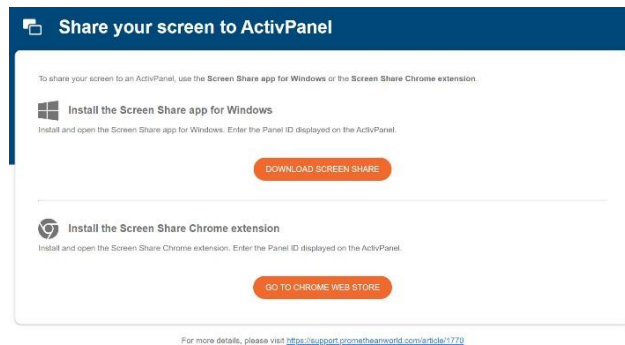 Share your screen to ActivPanel
To share your screen to an ActivPanel, use the Screen Share app for Windows or the Screen Share Chrome extension.
Install the Screen Share app for Windows
Install and open the Screen Share app for Windows. Enter the Panel ID displayed on the ActivPanel.
DOWNLOAD SCREEN SHARE
Install the Screen Share Chrome extension
Install and open the Screen Share Chrome extension. Enter the Panel ID displayed on the ActivPanel.
GO TO CHROME WEB STORE
For more details, please visit https://support.prometheanworld.com/article/1770